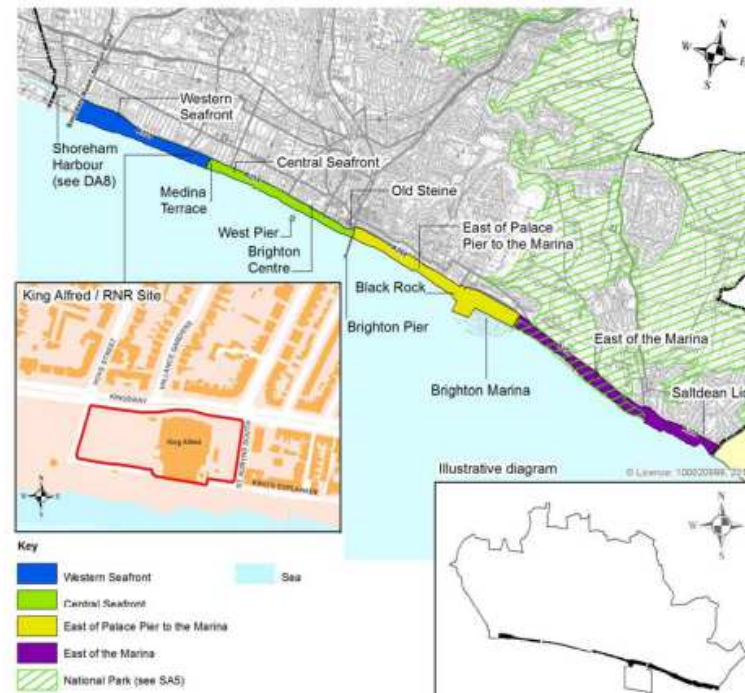 N
W
E
S
Western
Seafront
Shoreham
Harbour
(see DA8)
Central Seafront
Medina
Terrace
Old Steine
West Pier
East of Palace
Pier to the Marina
Brighton
Centre
Black Rock
King Alfred / RNR Site
Brighton Pier
East of the Marina
Brighton Marina
Saltdean Lid
KINGSWAY
King Alfred
Illustrative diagram
N
W
E
S
N
S
Key
Western Seafront
Sea
Central Seafront
East of Palace Pier to the Marina
East of the Marina
National Park (see SA5)